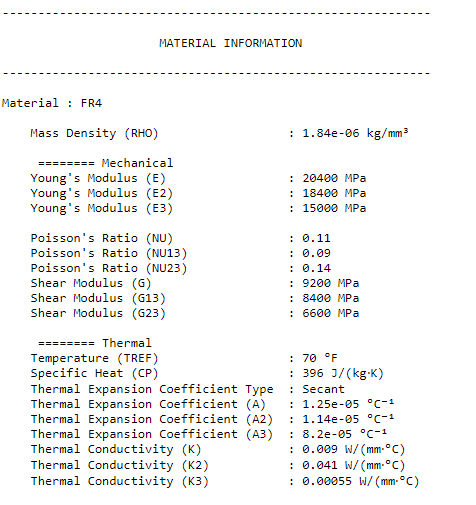 ------------------------------------------------------------
MATERIAL INFORMATION
------------------------------------------------------------
Material : FR4
Mass Density (RHO) : 1.84e-06 kg/mm³
======== Mechanical
Young's Modulus (E) : 20400 MPa
Young's Modulus (E2) : 18400 MPa
Young's Modulus (E3) : 15000 MPa
Poisson's Ratio (NU) : 0.11
Poisson's Ratio (NU13) : 0.09
Poisson's Ratio (NU23) : 0.14
Shear Modulus (G) : 9200 MPa
Shear Modulus (G13) : 8400 MPa
Shear Modulus (G23) : 6600 MPa
======== Thermal
Temperature (TREF) : 70 °F
Specific Heat (CP) : 396 J/(kg·K)
Thermal Expansion Coefficient Type : Secant
Thermal Expansion Coefficient (A) : 1.25e-05 °C⁻¹
Thermal Expansion Coefficient (A2) : 1.14e-05 °C⁻¹
Thermal Expansion Coefficient (A3) : 8.2e-05 °C⁻¹
Thermal Conductivity (K) : 0.009 W/(mm·°C)
Thermal Conductivity (K2) : 0.041 W/(mm·°C)
Thermal Conductivity (K3) : 0.00055 W/(mm·°C)